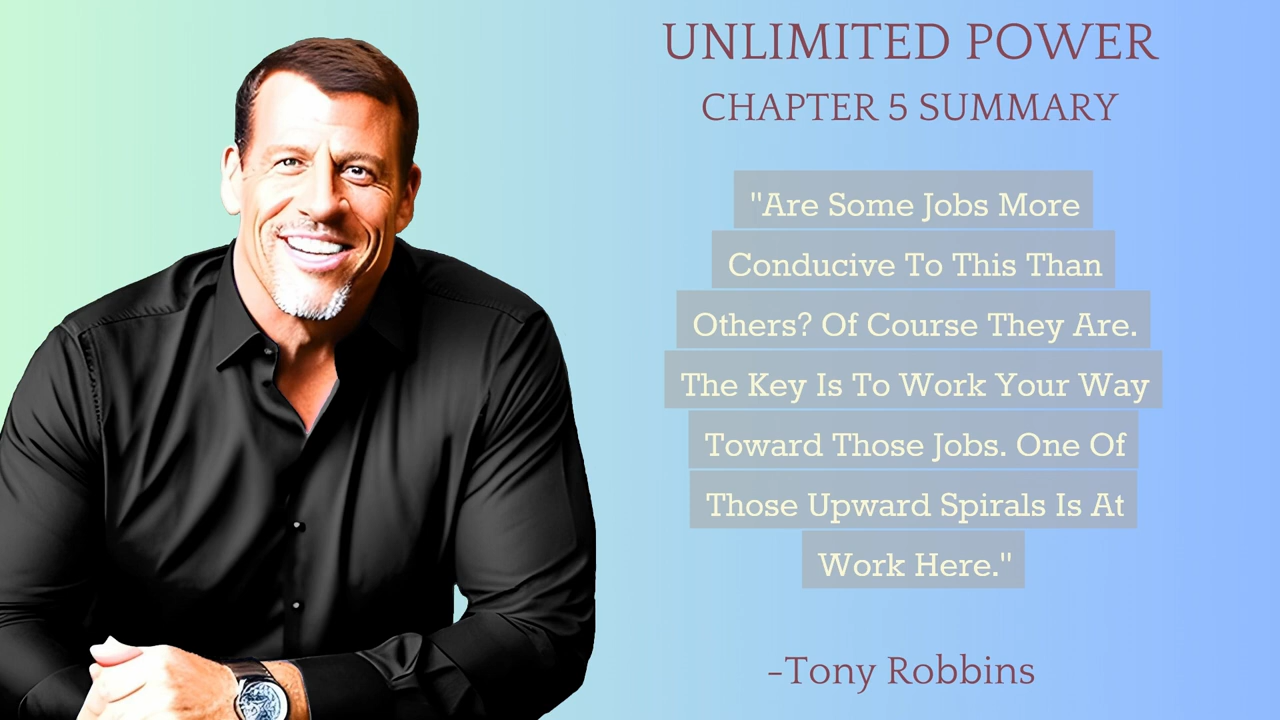 UNLIMITED POWER
CHAPTER 5 SUMMARY
"Are Some Jobs More
Conducive To This Than
Others? Of Course They Are.
The Key Is To Work Your Way
Toward Those Jobs. One Of
Those Upward Spirals Is At
Work Here."
-Tony Robbins